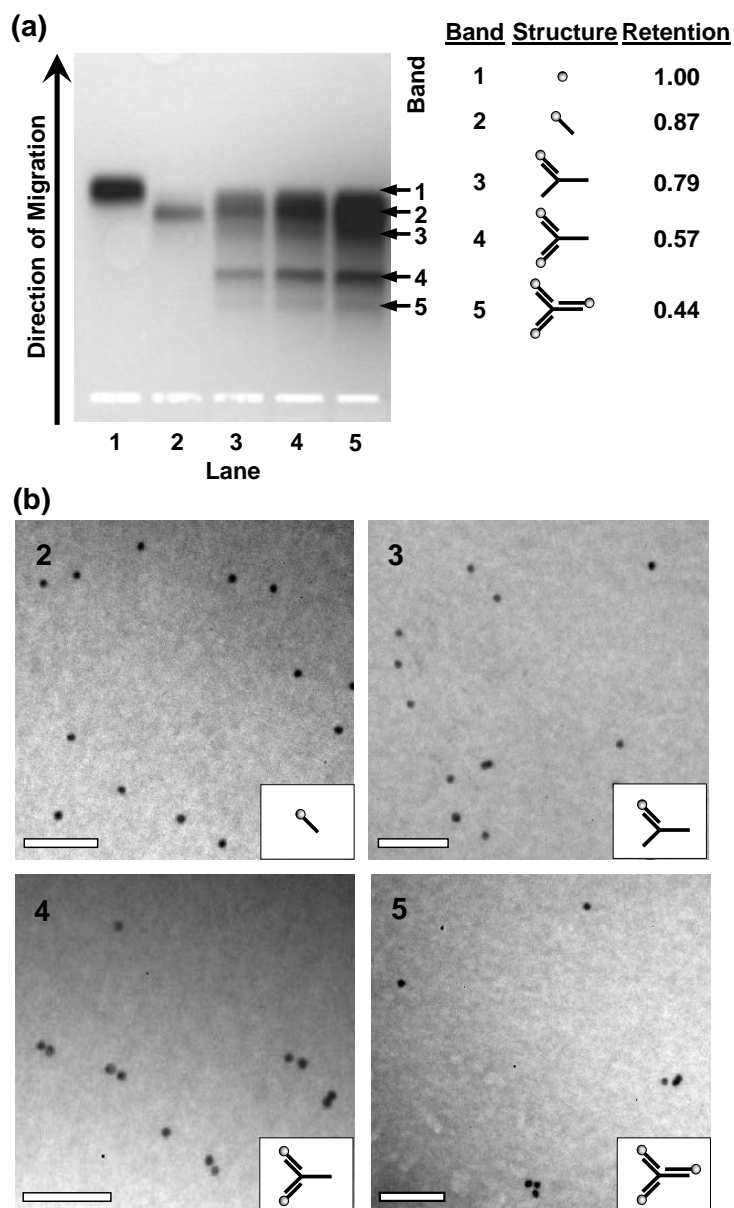 (a)
Direction of Migration
Band
1
2
3
4
5
1 2 3 4 5
Lane
Band Structure Retention
1 1.00
2 0.87
3 0.79
4 0.57
5 0.44
(b)
2
3
4
5